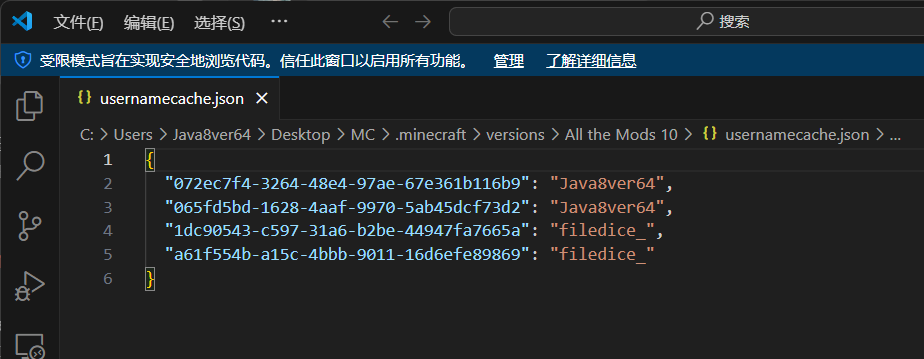 文件(F) 编辑(E) 选择(S) ··· 搜索
受限模式旨在实现安全地浏览代码。信任此窗口以启用所有功能。 管理 了解详细信息
{} usernamecache.json ×
C: > Users > Java8ver64 > Desktop > MC > .minecraft > versions > All the Mods 10 > {} usernamecache.json > ...
1 {
2 "072ec7f4-3264-48e4-97ae-67e361b116b9": "Java8ver64",
3 "065fd5bd-1628-4aaf-9970-5ab45dcf73d2": "Java8ver64",
4 "1dc90543-c597-31a6-b2be-44947fa7665a": "filedice_",
5 "a61f554b-a15c-4bbb-9011-16d6efe89869": "filedice_"
6 }